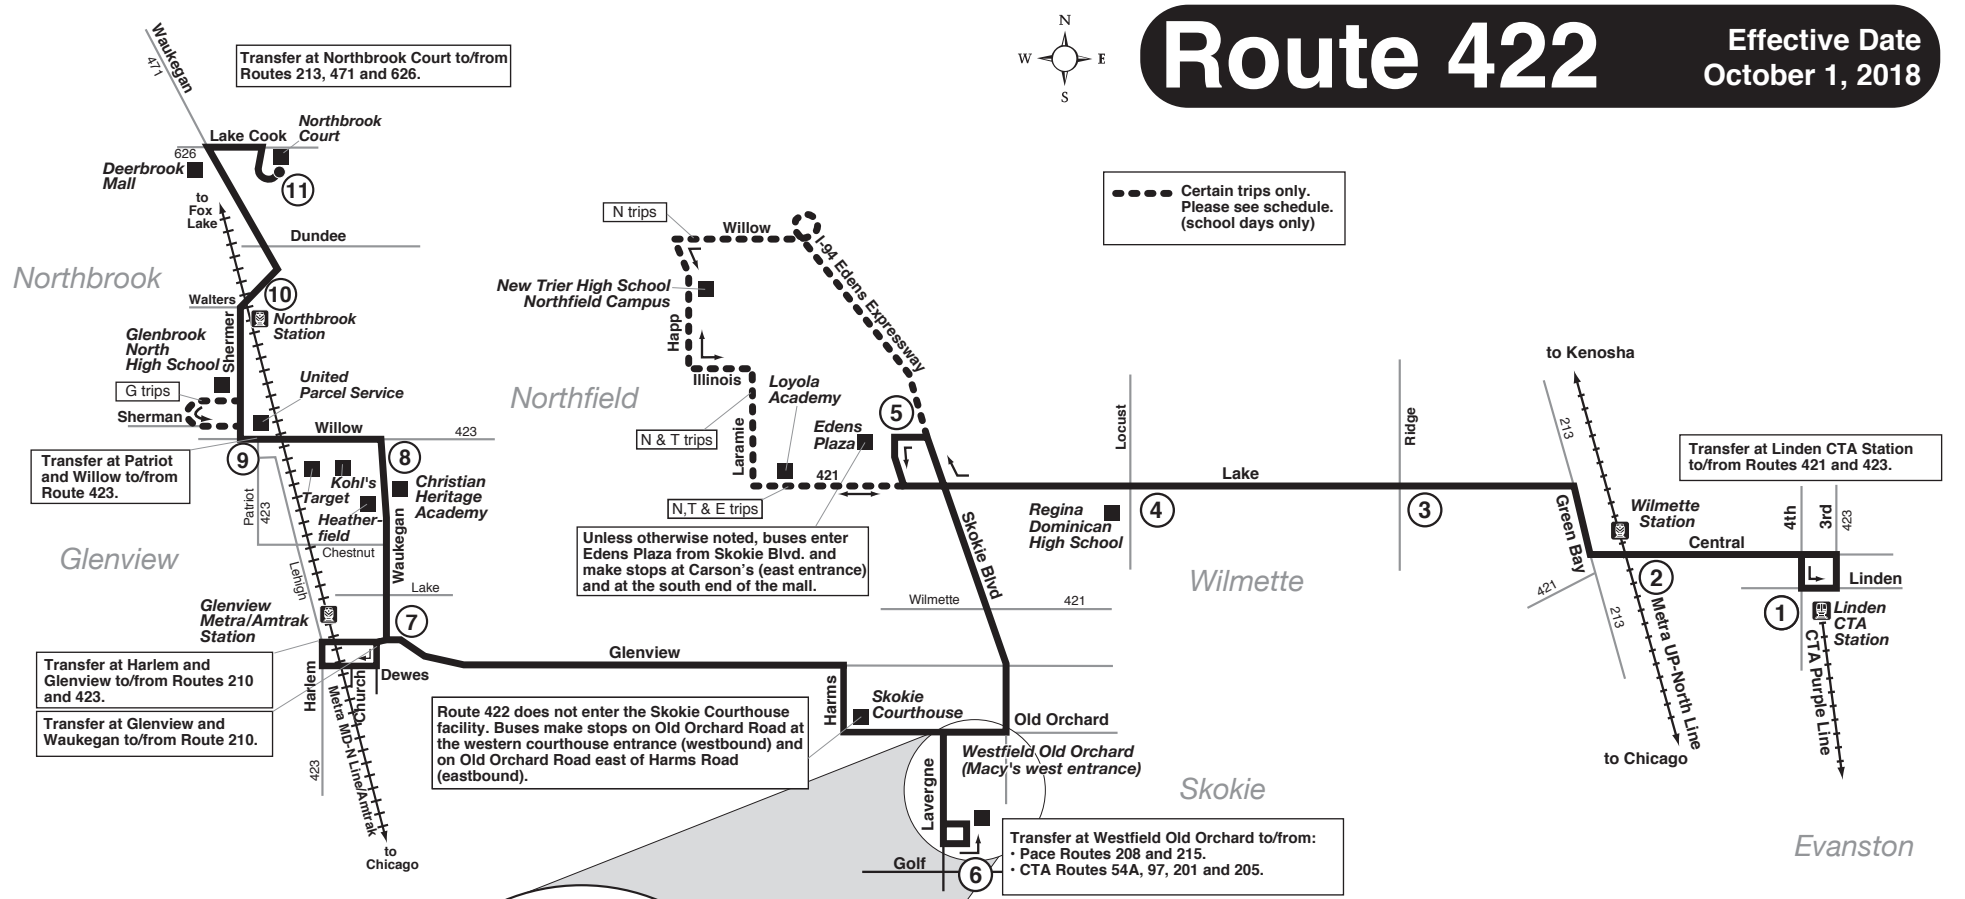 Route 422
Effective Date
October 1, 2018
N
W
E
S
Waukegan
471
Transfer at Northbrook Court to/from
Routes 213, 471 and 626.
Lake Cook
Northbrook
Court
626
Deerbrook
Mall
11
to
Fox
Lake
Dundee
Northbrook
Walters
10
Northbrook
Station
Shermer
Glenbrook
North
High School
G trips
Sherman
United
Parcel Service
Willow
423
9
8
Transfer at Patriot
and Willow to/from
Route 423.
Kohl's
Target
Heather-
field
Christian
Heritage
Academy
Patriot
423
Chestnut
Lehigh
Waukegan
Lake
Glenview
Glenview
Metra/Amtrak
Station
7
Transfer at Harlem and
Glenview to/from Routes 210
and 423.
Transfer at Glenview and
Waukegan to/from Route 210.
Harlem
Church
Dewes
423
Metra MD-N Line/Amtrak
to
Chicago
Certain trips only.
Please see schedule.
(school days only)
N trips
Willow
I-94 Edens Expressway
New Trier High School
Northfield Campus
Happ
Illinois
Northfield
Loyola
Academy
N & T trips
Laramie
Edens
Plaza
5
421
N,T & E trips
Unless otherwise noted, buses enter
Edens Plaza from Skokie Blvd. and
make stops at Carson's (east entrance)
and at the south end of the mall.
Skokie Blvd
Wilmette
421
Glenview
Harms
Skokie
Courthouse
Route 422 does not enter the Skokie Courthouse
facility. Buses make stops on Old Orchard Road at
the western courthouse entrance (westbound) and
on Old Orchard Road east of Harms Road
(eastbound).
Old Orchard
Westfield Old Orchard
(Macy's west entrance)
Lavergne
Golf
6
Transfer at Westfield Old Orchard to/from:
· Pace Routes 208 and 215.
· CTA Routes 54A, 97, 201 and 205.
Skokie
Locust
Lake
Ridge
Regina
Dominican
High School
4
3
Wilmette
to Kenosha
213
Transfer at Linden CTA Station
to/from Routes 421 and 423.
Green Bay
Wilmette
Station
4th
3rd
423
Central
2
421
213
Linden
1
Linden
CTA
Station
Metra UP-North Line
CTA Purple Line
to Chicago
Evanston